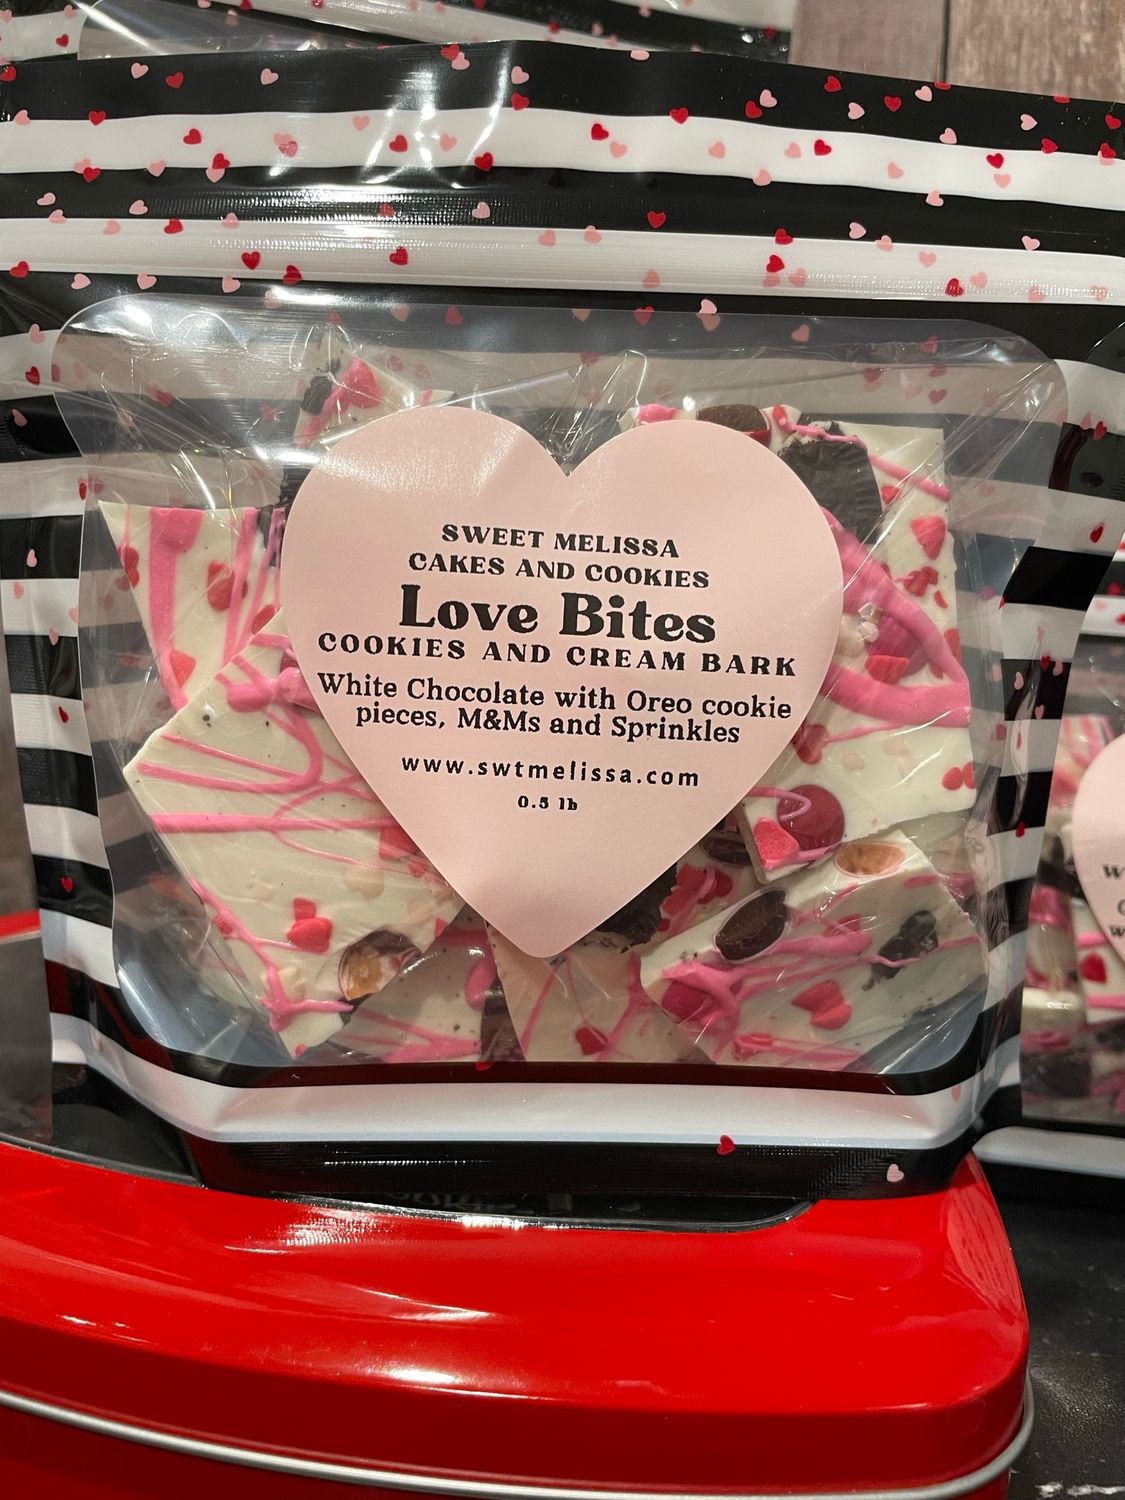 SWEET MELISSA
CAKES AND COOKIES
Love Bites
COOKIES AND CREAM BARK
White Chocolate with Oreo cookie
pieces, M&Ms and Sprinkles
www.swtmelissa.com
0.5 lb